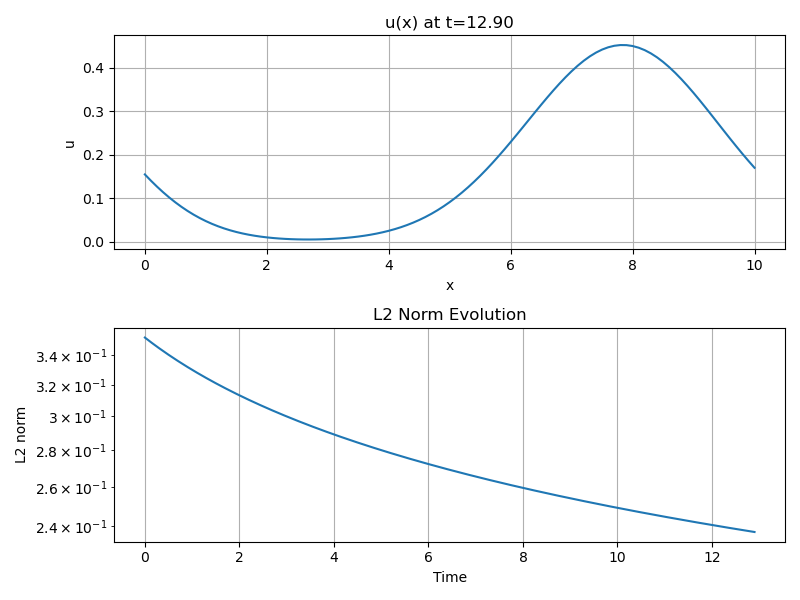 u(x) at t=12.90
u
0.4
0.3
0.2
0.1
0.0
0 2 4 6 8 10
x
L2 Norm Evolution
L2 norm
3.4 × 10⁻¹
3.2 × 10⁻¹
3 × 10⁻¹
2.8 × 10⁻¹
2.6 × 10⁻¹
2.4 × 10⁻¹
0 2 4 6 8 10 12
Time